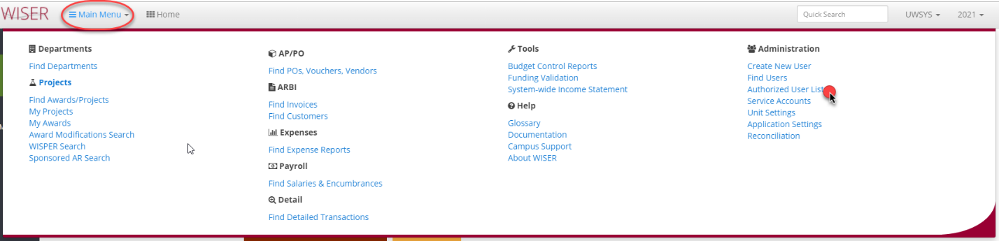 WISER Main Menu Home Quick Search UWSYS 2021
Departments
Find Departments
Projects
Find Awards/Projects
My Projects
My Awards
Award Modifications Search
WISPER Search
Sponsored AR Search
AP/PO
Find POs, Vouchers, Vendors
ARBI
Find Invoices
Find Customers
Expenses
Find Expense Reports
Payroll
Find Salaries & Encumbrances
Detail
Find Detailed Transactions
Tools
Budget Control Reports
Funding Validation
System-wide Income Statement
Help
Glossary
Documentation
Campus Support
About WISER
Administration
Create New User
Find Users
Authorized User List
Service Accounts
Unit Settings
Application Settings
Reconciliation